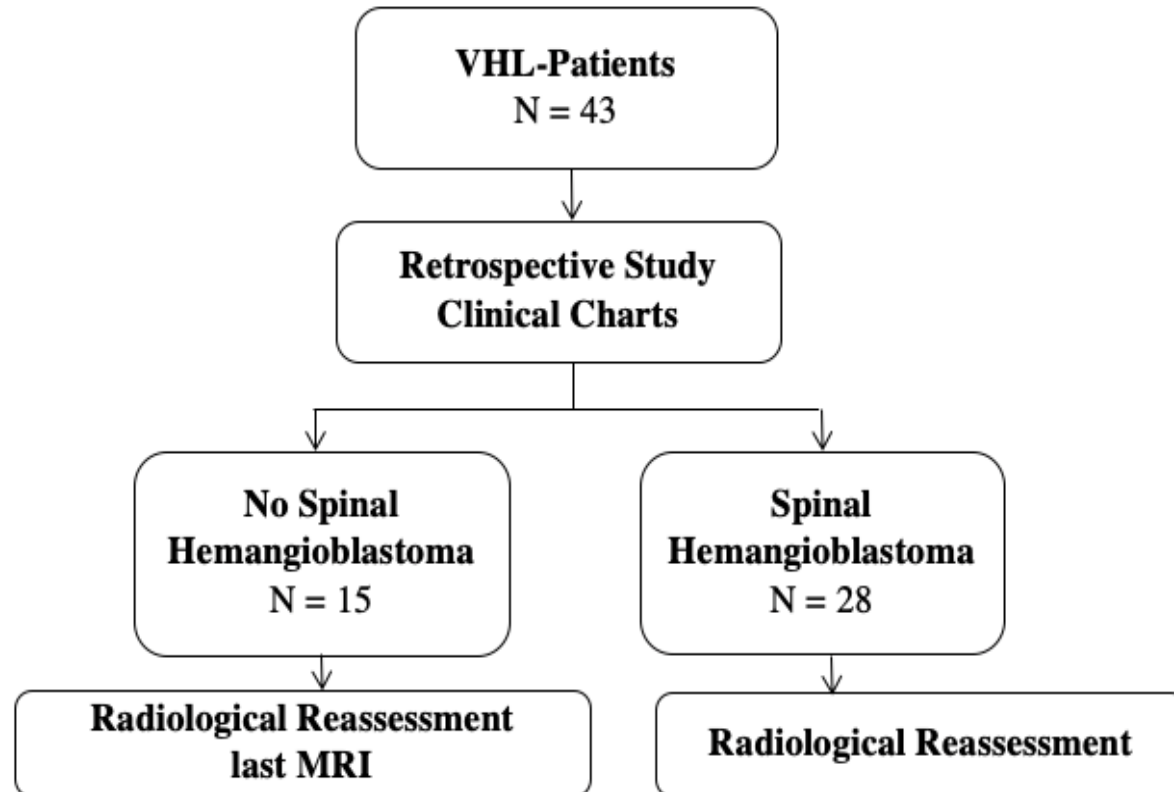 VHL-Patients
N = 43
Retrospective Study
Clinical Charts
No Spinal
Hemangioblastoma
N = 15
Spinal
Hemangioblastoma
N = 28
Radiological Reassessment
last MRI
Radiological Reassessment